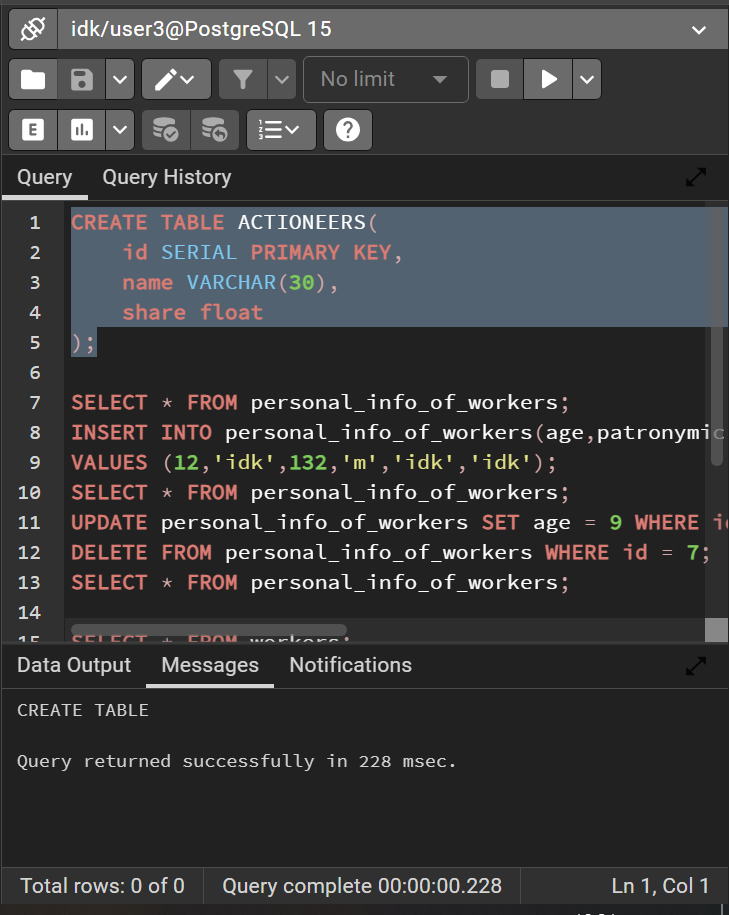 idk/user3@PostgreSQL 15
No limit
E
?
Query Query History
1 CREATE TABLE ACTIONEERS(
2 id SERIAL PRIMARY KEY,
3 name VARCHAR(30),
4 share float
5 );
6
7 SELECT * FROM personal_info_of_workers;
8 INSERT INTO personal_info_of_workers(age,patronymic
9 VALUES (12,'idk',132,'m','idk','idk');
10 SELECT * FROM personal_info_of_workers;
11 UPDATE personal_info_of_workers SET age = 9 WHERE i
12 DELETE FROM personal_info_of_workers WHERE id = 7;
13 SELECT * FROM personal_info_of_workers;
14
15 SELECT * FROM workers;
Data Output Messages Notifications
CREATE TABLE
Query returned successfully in 228 msec.
Total rows: 0 of 0 Query complete 00:00:00.228 Ln 1, Col 1